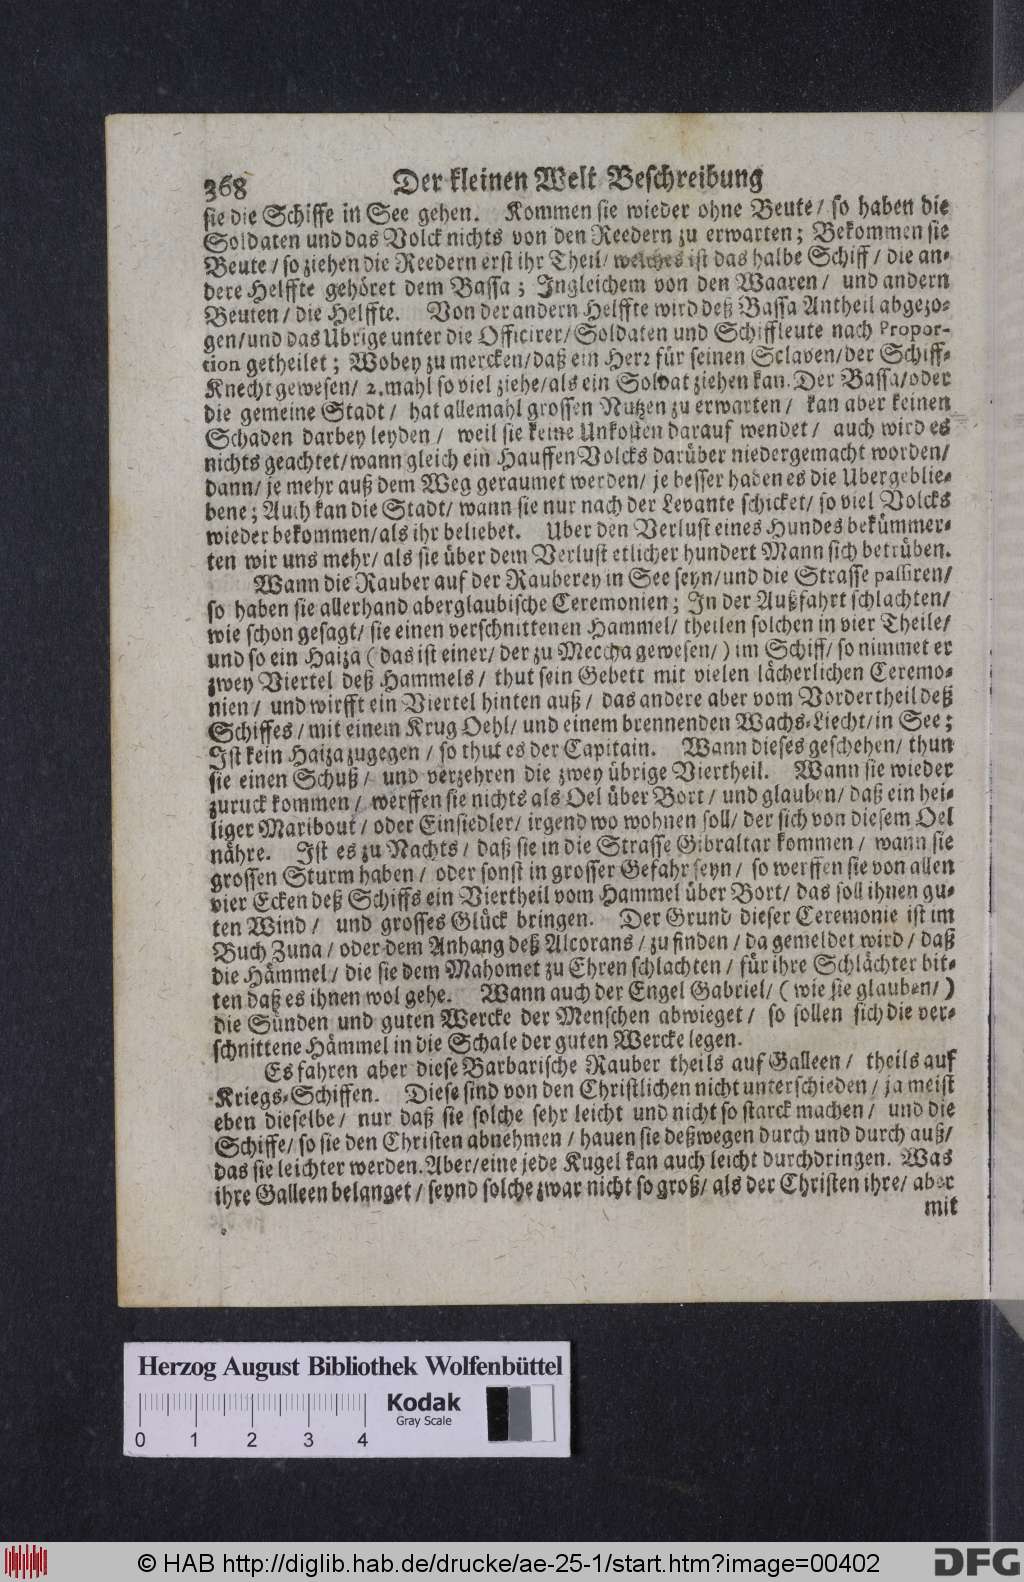 368 Der kleinen Welt Beschreibung
sie die Schiffe in See gehen. Kommen sie wieder ohne Beute/ so haben die
Soldaten und das Volck nichts von den Reedern zu erwarten; Bekommen sie
Beute/ so ziehen die Reedern erst ihr Theil/ welches ist das halbe Schiff/ die an-
dere Helffte gehöret dem Bassa; Ingleichem von den Waaren/ und andern
Beuten/ die Helffte. Von der andern Helffte wird deß Bassa Antheil abgezo-
gen/ und das Ubrige unter die Officirer/ Soldaten und Schiffleute nach Propor-
tion getheilet; Wobey zu mercken/ daß ein Herr für seinen Sclaven/ der Schiff-
Knecht gewesen/ 2. mahl so viel ziehe/ als ein Soldat ziehen kan. Der Bassa/ oder
die gemeine Stadt/ hat allemahl grossen Nutzen zu erwarten/ kan aber keinen
Schaden darbey leyden/ weil sie keine Unkosten darauf wendet/ auch wird es
nichts geachtet/ wann gleich ein Hauffen Volcks darüber niedergemacht worden/
dann/ je mehr auß dem Weg geraumet werden/ je besser haben es die Ubergeblie-
bene; Auch kan die Stadt/ wann sie nur nach der Levante schicket/ so viel Volcks
wieder bekommen/ als ihr beliebet. Uber den Verlust eines Hundes bekümmer-
ten wir uns mehr/ als sie über dem Verlust etlicher hundert Mann sich betrüben.
Wann die Rauber auf der Rauberey in See seyn/ und die Strasse passiren/
so haben sie allerhand aberglaubische Ceremonien; In der Außfahrt schlachten/
wie schon gesagt/ sie einen verschnittenen Hammel/ theilen solchen in vier Theile/
und so ein Haiza (das ist einer/ der zu Meccha gewesen/) im Schiff/ so nimmet er
zwey Viertel deß Hammels/ thut sein Gebett mit vielen lächerlichen Ceremo-
nien/ und wirfft ein Viertel hinten auß/ das andere aber vom Vordertheil deß
Schiffes/ mit einem Krug Oehl/ und einem brennenden Wachs-Liecht/ in See;
Ist kein Haiza zugegen/ so thut es der Capitain. Wann dieses geschehen/ thun
sie einen Schuß/ und verzehren die zwey übrige Viertheil. Wann sie wieder
zuruck kommen/ werffen sie nichts als Oel über Bort/ und glauben/ daß ein hei-
liger Maribout/ oder Einsiedler/ irgend wo wohnen soll/ der sich von diesem Oel
nähre. Ist es zu Nachts/ daß sie in die Strasse Gibraltar kommen/ wann sie
grossen Sturm haben/ oder sonst in grosser Gefahr seyn/ so werffen sie von allen
vier Ecken deß Schiffs ein Viertheil vom Hammel über Bort/ das soll ihnen gu-
ten Wind/ und grosses Glück bringen. Der Grund dieser Ceremonie ist im
Buch Zuna/ oder dem Anhang deß Alcorans/ zu finden/ da gemeldet wird/ daß
die Hämmel/ die sie dem Mahomet zu Ehren schlachten/ für ihre Schlächter bit-
ten daß es ihnen wol gehe. Wann auch der Engel Gabriel/ (wie sie glauben/)
die Sünden und guten Wercke der Menschen abwieget/ so sollen sich die ver-
schnittene Hämmel in die Schale der guten Wercke legen.
Es fahren aber diese Barbarische Rauber theils auf Galleen/ theils auf
Kriegs-Schiffen. Diese sind von den Christlichen nicht unterschieden/ ja meist
eben dieselbe/ nur daß sie solche sehr leicht und nicht so starck machen/ und die
Schiffe/ so sie den Christen abnehmen/ hauen sie deßwegen durch und durch auß/
das sie leichter werden. Aber/ eine jede Kugel kan auch leicht durchdringen. Was
ihre Galleen belanget/ seynd solche zwar nicht so groß/ als der Christen ihre/ aber
mit
Herzog August Bibliothek Wolfenbüttel
Kodak
Gray Scale
0 1 2 3 4
© HAB http://diglib.hab.de/drucke/ae-25-1/start.htm?image=00402
DFG